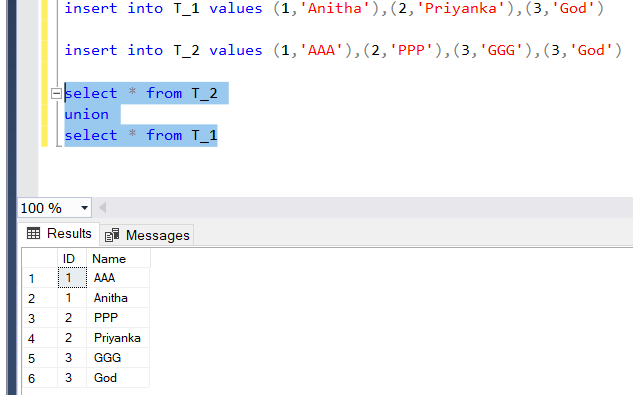 insert into T_1 values (1,'Anitha'),(2,'Priyanka'),(3,'God')
insert into T_2 values (1,'AAA'),(2,'PPP'),(3,'GGG'),(3,'God')
select * from T_2
union
select * from T_1
100 %
Results Messages
ID Name
1 1 AAA
2 1 Anitha
3 2 PPP
4 2 Priyanka
5 3 GGG
6 3 God